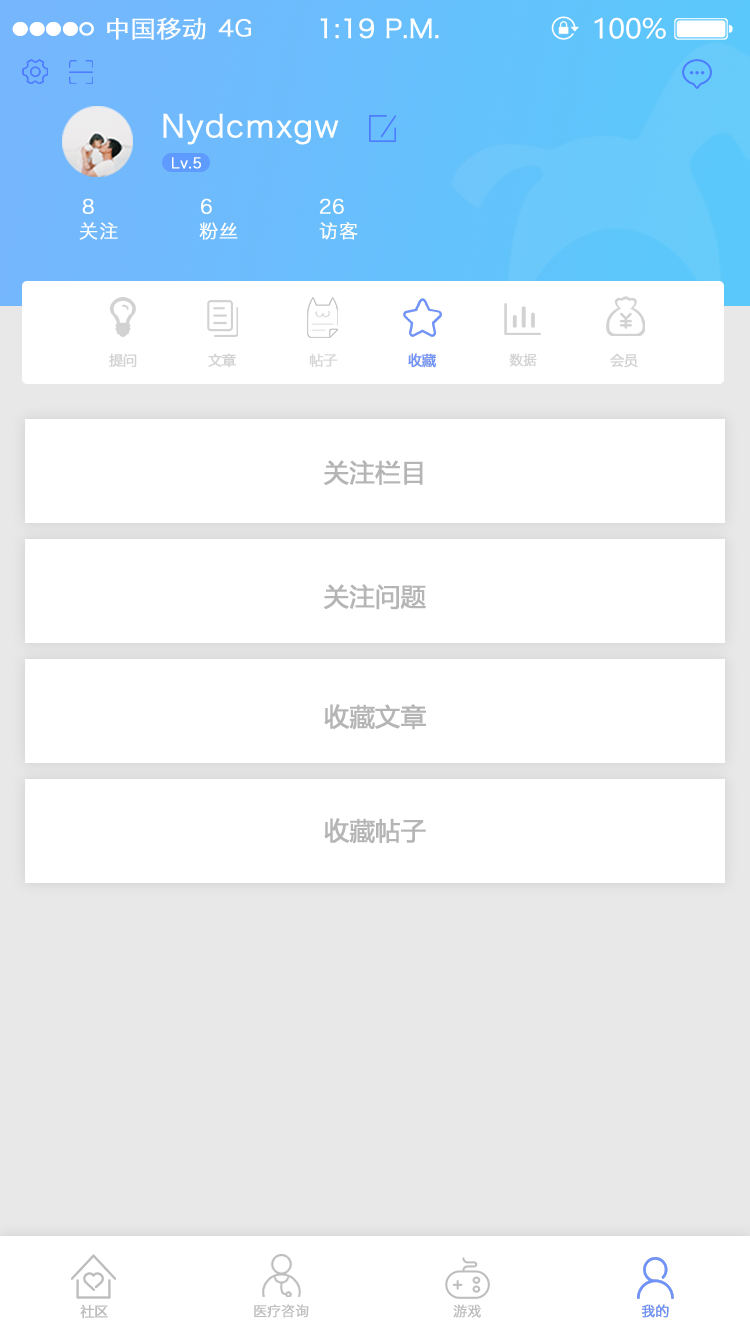 中国移动 4G 1:19 P.M. 100%
Nydcmxgw
Lv.5
8 6 26
关注 粉丝 访客
提问 文章 帖子 收藏 数据 会员
关注栏目
关注问题
收藏文章
收藏帖子
社区 医疗咨询 游戏 我的